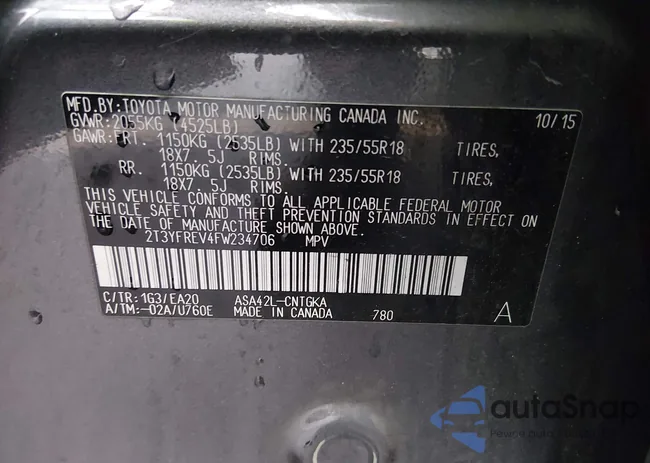 MFD.BY:TOYOTA MOTOR MANUFACTURING CANADA INC. 10/15
GVWR:2055KG (4525LB)
GAWR:FRT. 1150KG (2535LB) WITH 235/55R18 TIRES,
18X7. 5J RIMS.
RR. 1150KG (2535LB) WITH 235/55R18 TIRES,
18X7. 5J RIMS.
THIS VEHICLE CONFORMS TO ALL APPLICABLE FEDERAL MOTOR
VEHICLE SAFETY AND THEFT PREVENTION STANDARDS IN EFFECT ON
THE DATE OF MANUFACTURE SHOWN ABOVE.
2T3YFREV4FW234706 MPV
C/TR:1G3/EA20 ASA42L-CNTGKA
A/TM:-02A/U760E MADE IN CANADA 780 A
autoSnap